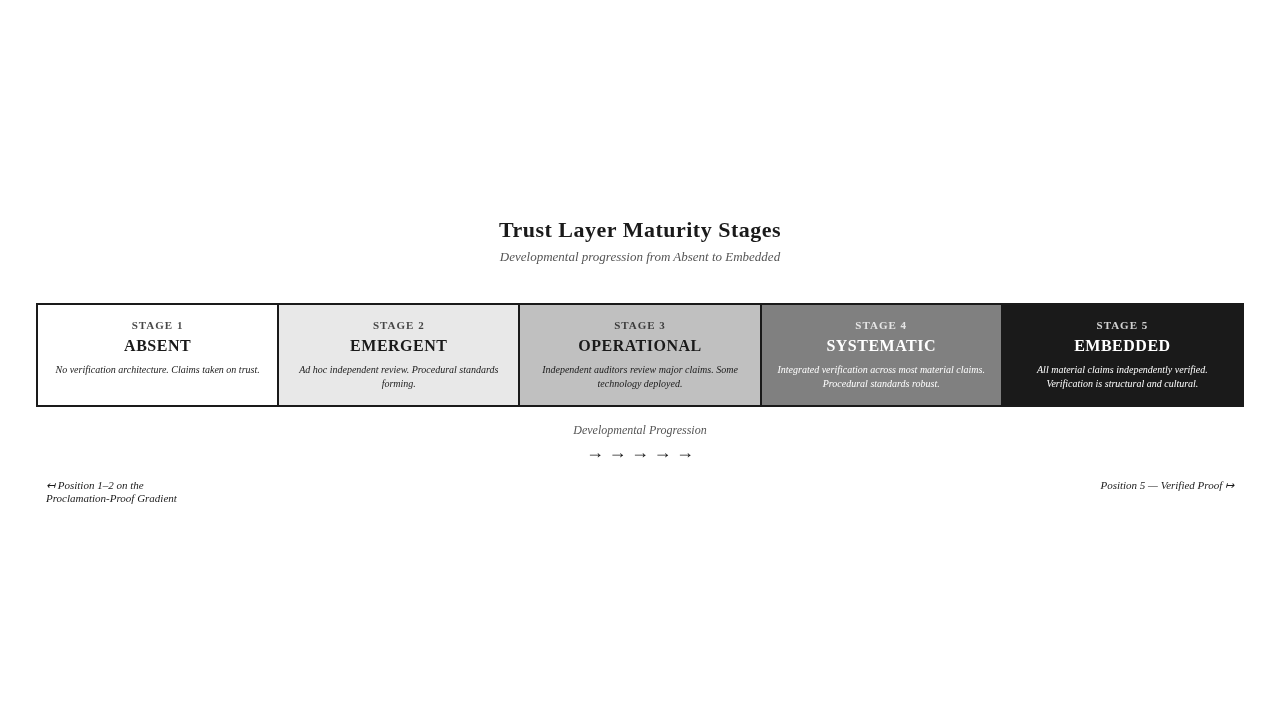 Trust Layer Maturity Stages
Developmental progression from Absent to Embedded
STAGE 1
ABSENT
No verification architecture. Claims taken on trust.
STAGE 2
EMERGENT
Ad hoc independent review. Procedural standards
forming.
STAGE 3
OPERATIONAL
Independent auditors review major claims. Some
technology deployed.
STAGE 4
SYSTEMATIC
Integrated verification across most material claims.
Procedural standards robust.
STAGE 5
EMBEDDED
All material claims independently verified.
Verification is structural and cultural.
Developmental Progression
→ → → → →
↤ Position 1–2 on the
Proclamation-Proof Gradient
Position 5 — Verified Proof ↦